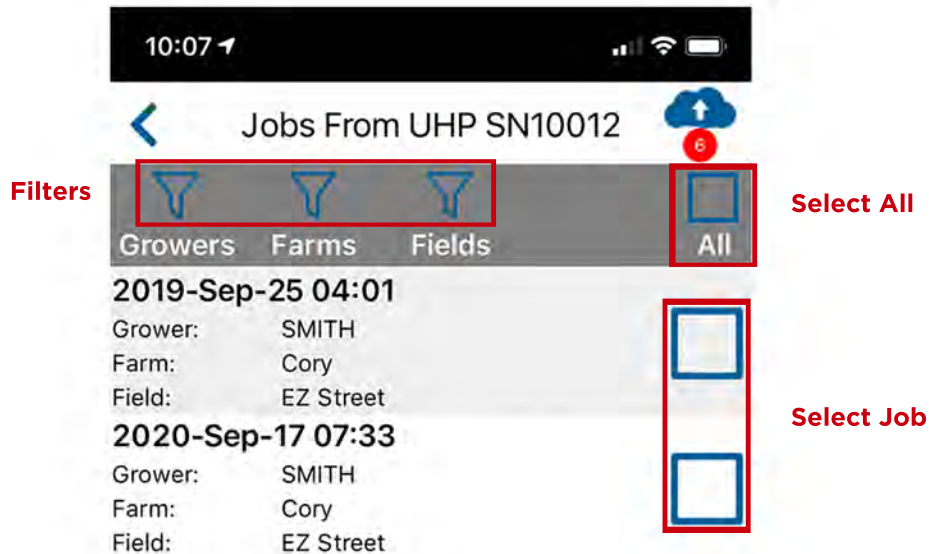 10:07
Jobs From UHP SN10012
6
Filters
Select All
Growers Farms Fields All
2019-Sep-25 04:01
Grower: SMITH
Farm: Cory
Field: EZ Street
Select Job
2020-Sep-17 07:33
Grower: SMITH
Farm: Cory
Field: EZ Street